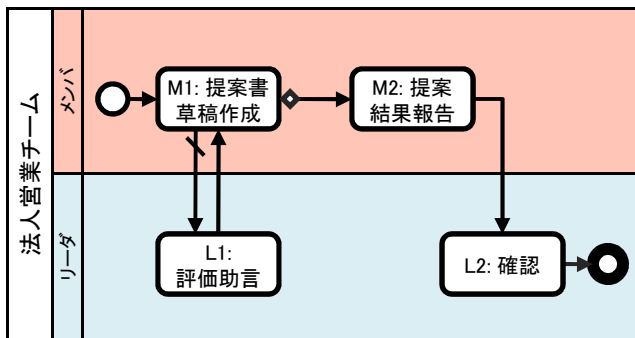 法人営業チーム
メンバ
M1: 提案書
草稿作成
M2: 提案
結果報告
リーダ
L1:
評価助言
L2: 確認